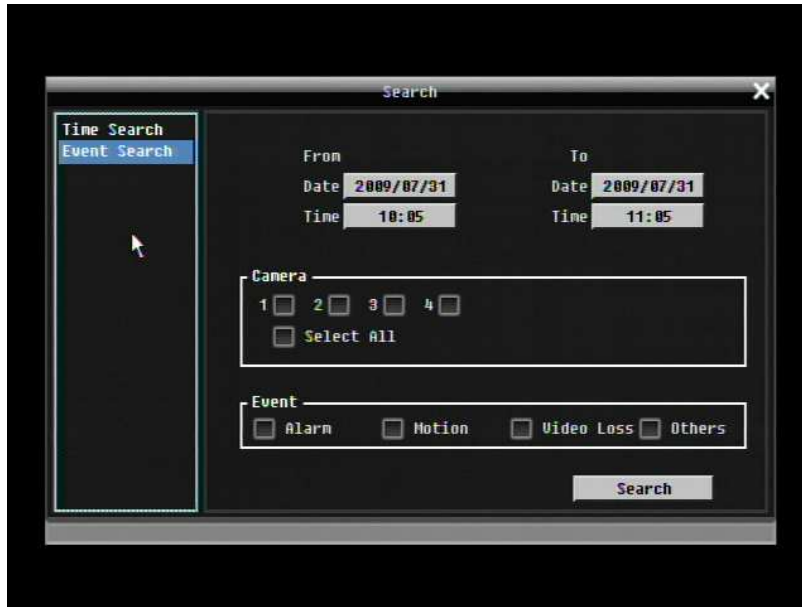 Search
Time Search
Event Search
From To
Date 2009/07/31 Date 2009/07/31
Time 10:05 Time 11:05
Camera
1 2 3 4
Select All
Event
Alarm Motion Video Loss Others
Search